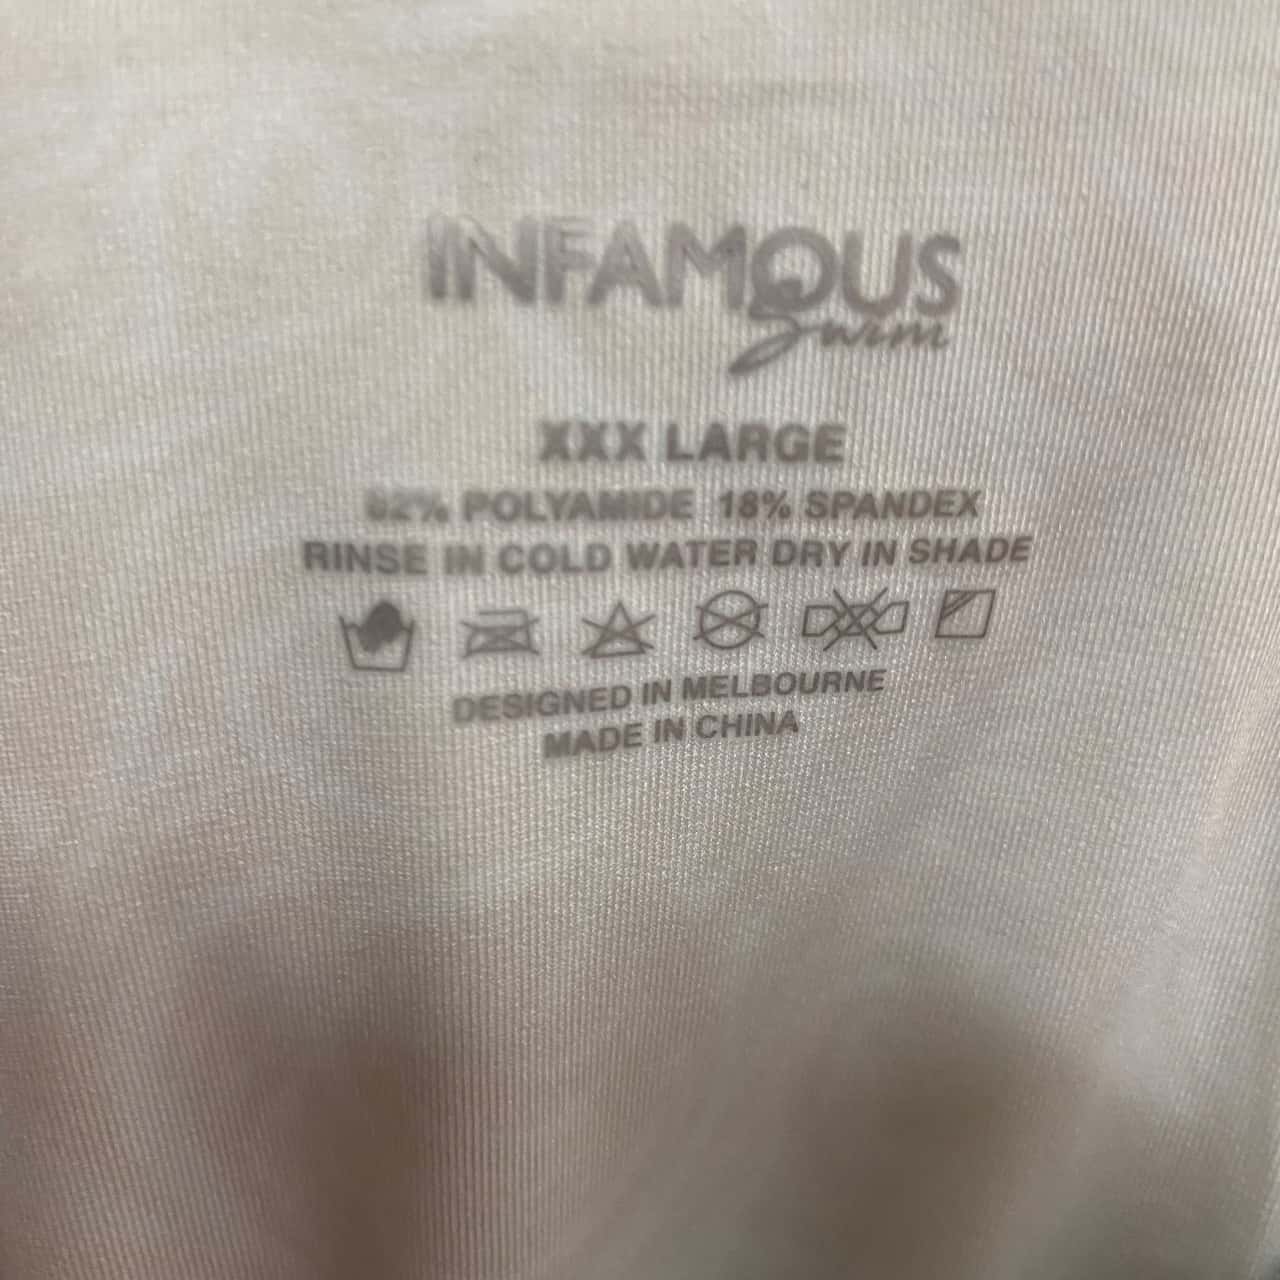 INFAMOUS
Swim
XXX LARGE
82% POLYAMIDE 18% SPANDEX
RINSE IN COLD WATER DRY IN SHADE
DESIGNED IN MELBOURNE
MADE IN CHINA